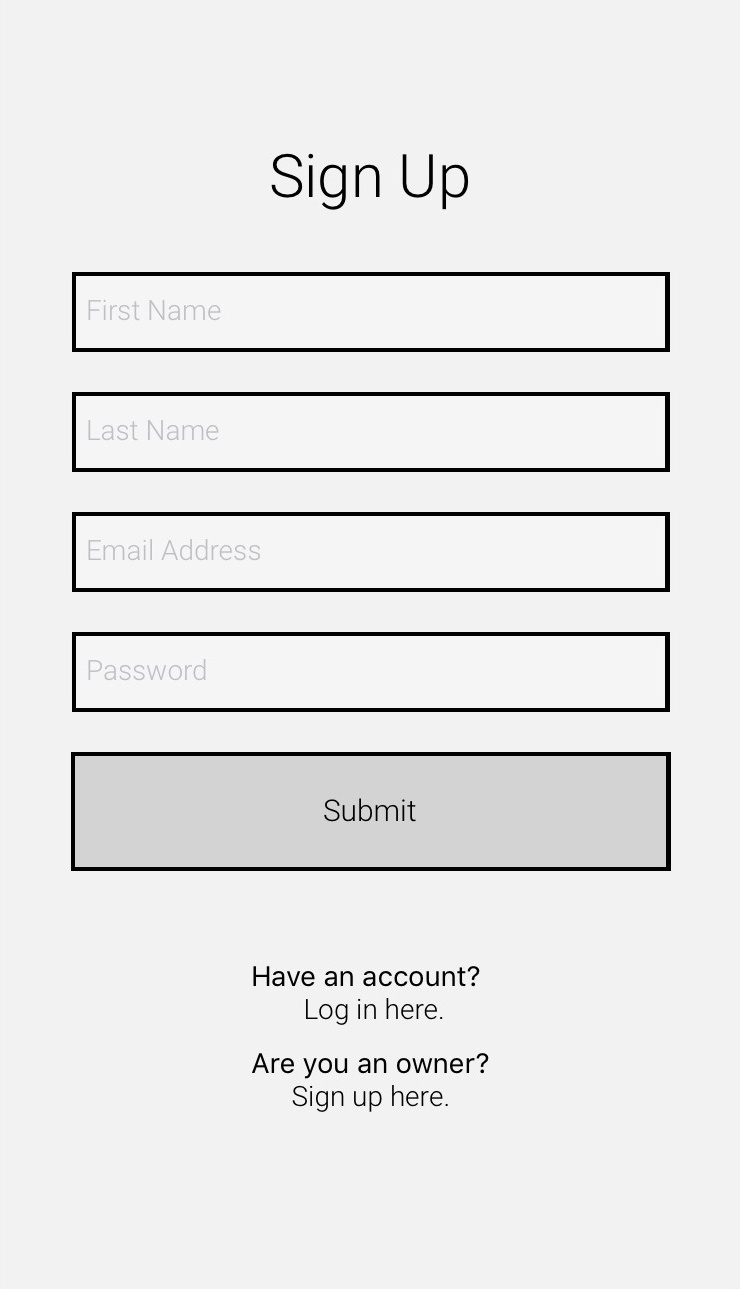 Sign Up
First Name
Last Name
Email Address
Password
Submit
Have an account?
Log in here.
Are you an owner?
Sign up here.